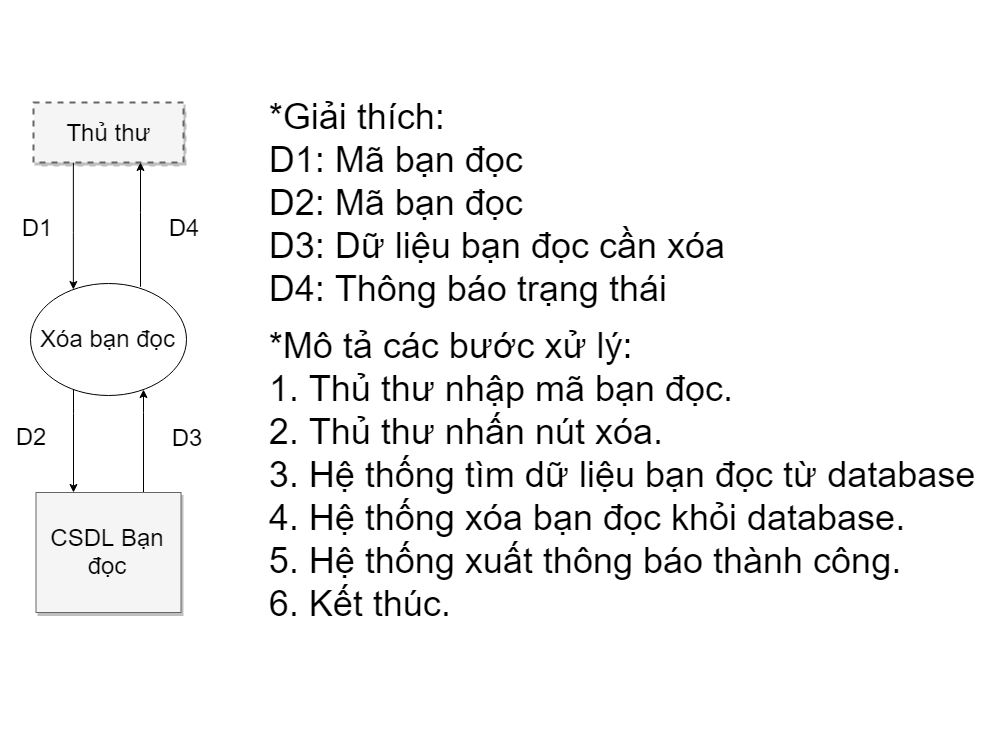 Thủ thư
D1
D4
Xóa bạn đọc
D2
D3
CSDL Bạn
đọc
*Giải thích:
D1: Mã bạn đọc
D2: Mã bạn đọc
D3: Dữ liệu bạn đọc cần xóa
D4: Thông báo trạng thái
*Mô tả các bước xử lý:
1. Thủ thư nhập mã bạn đọc.
2. Thủ thư nhấn nút xóa.
3. Hệ thống tìm dữ liệu bạn đọc từ database
4. Hệ thống xóa bạn đọc khỏi database.
5. Hệ thống xuất thông báo thành công.
6. Kết thúc.